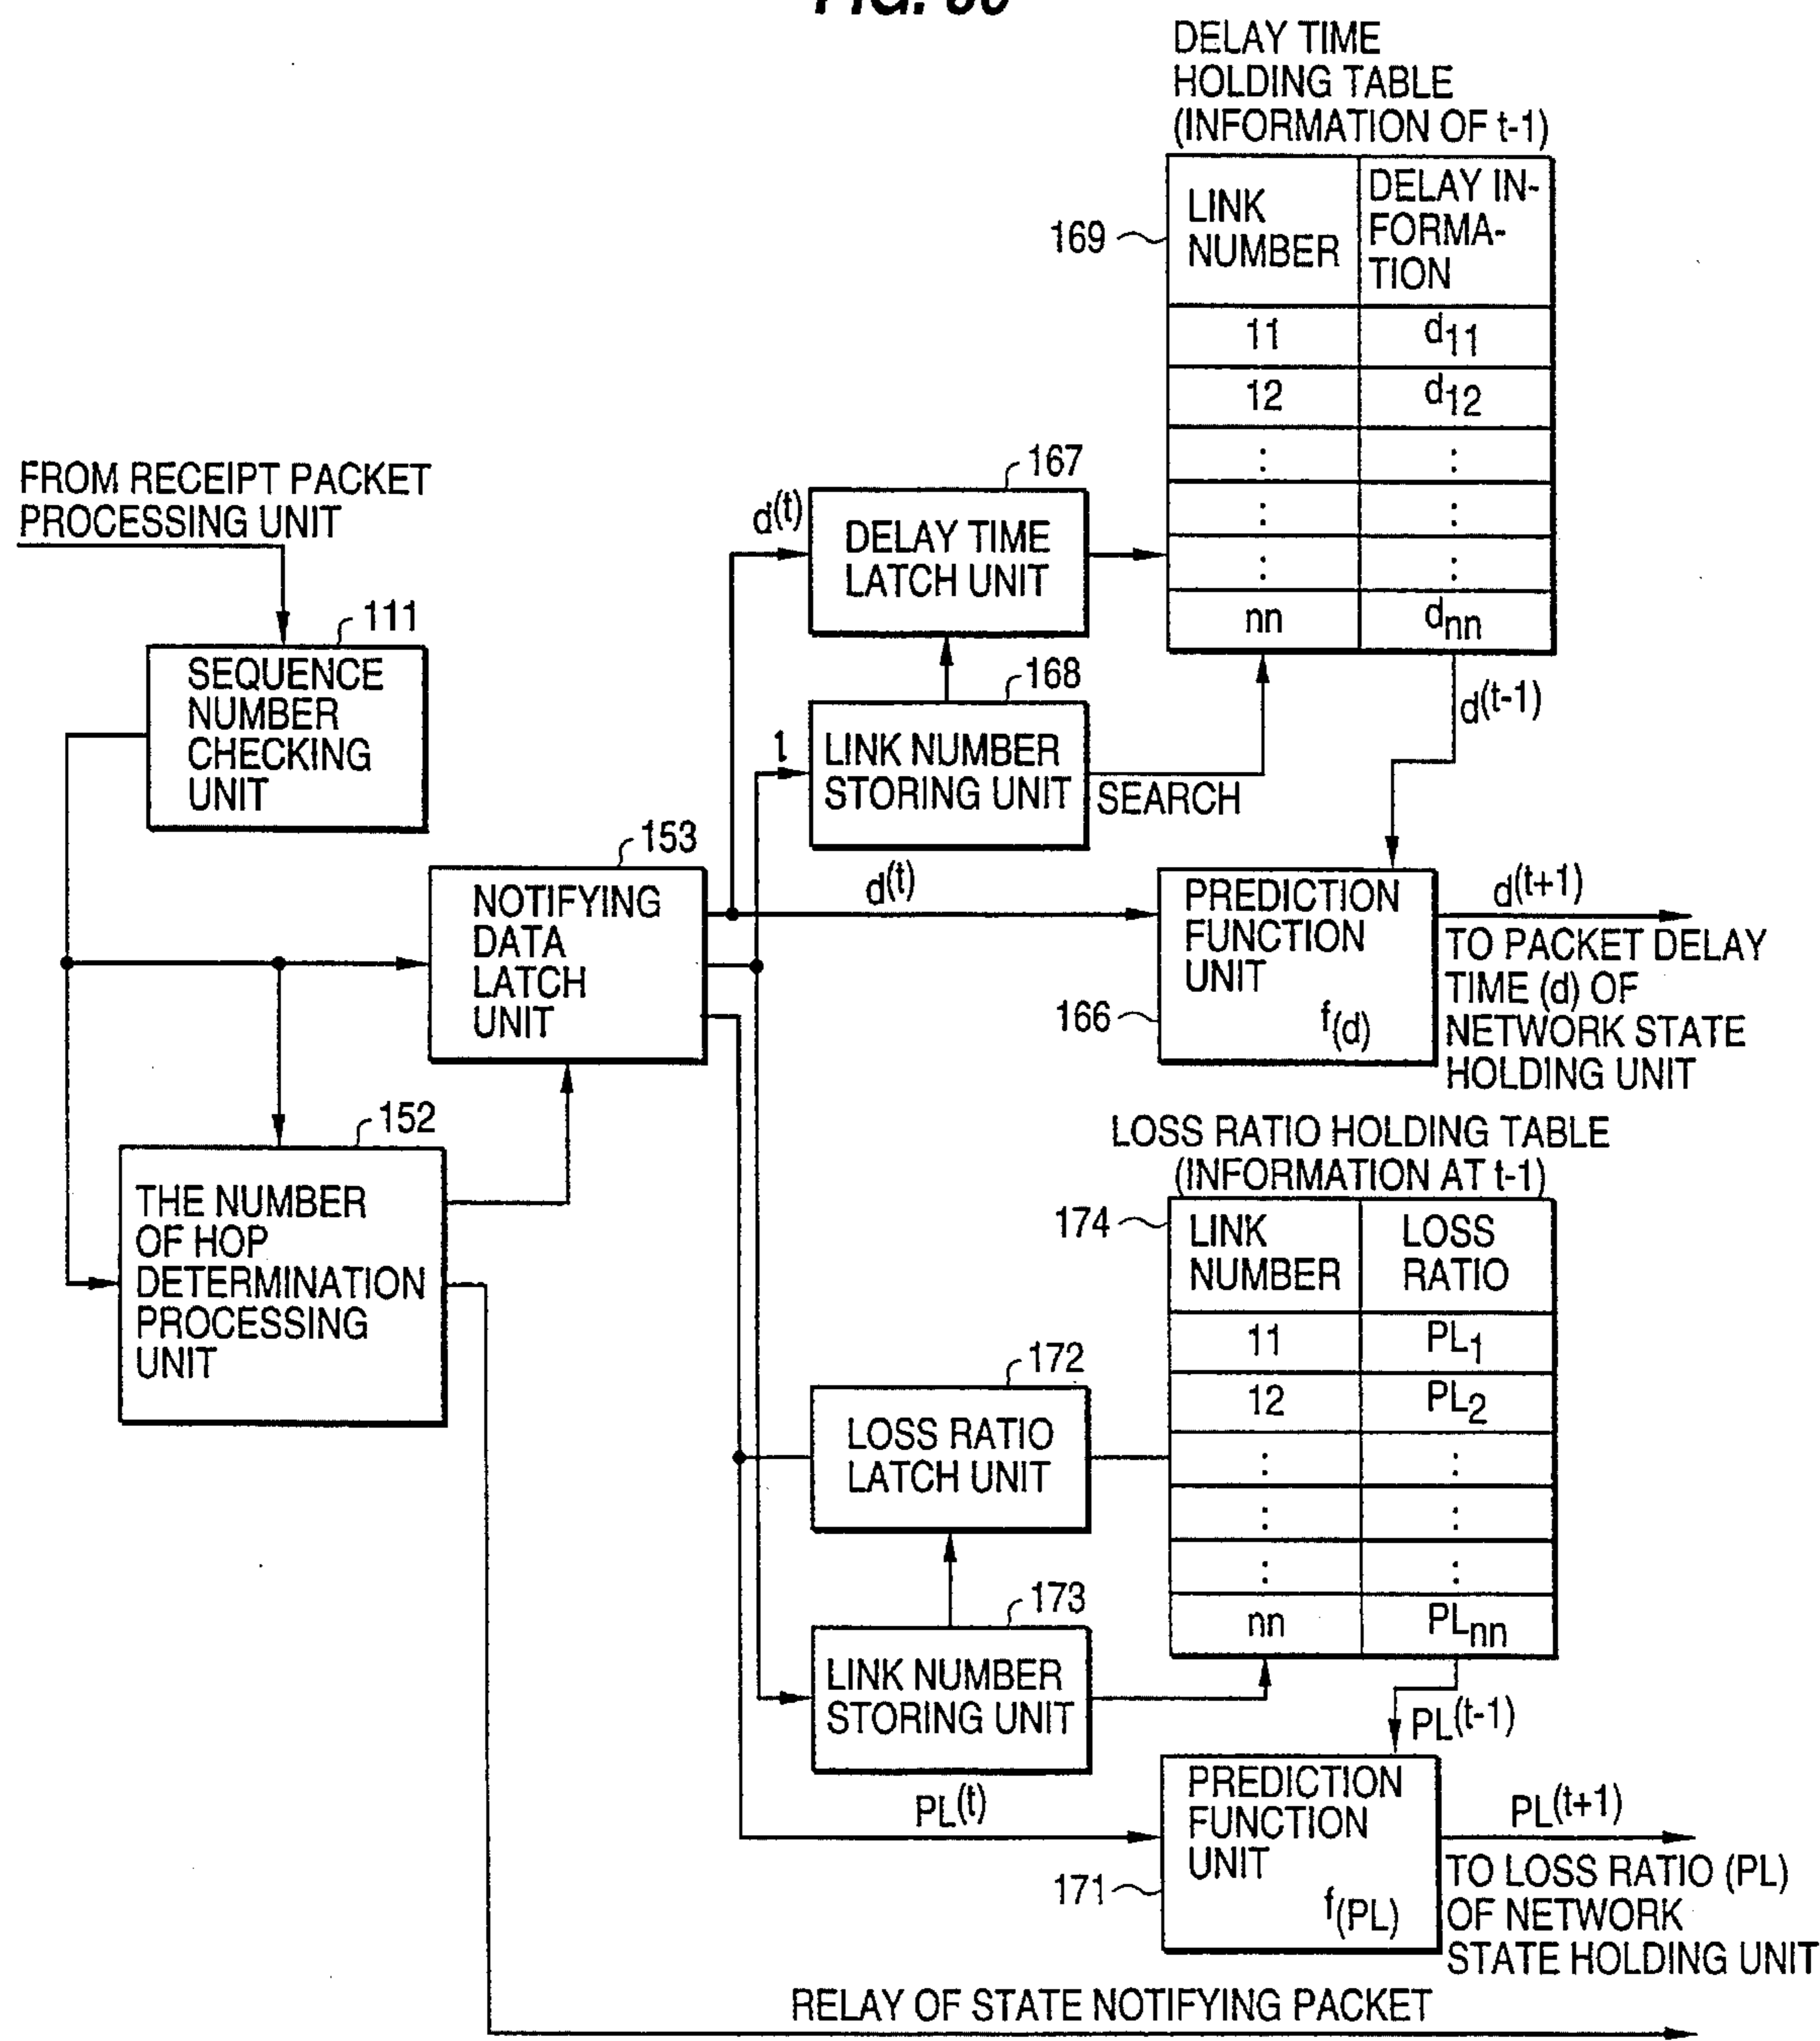 DELAY TIME
HOLDING TABLE
(INFORMATION OF t-1)
169
LINK
NUMBER
DELAY IN-
FORMA-
TION
11
d11
12
d12
:
:
:
:
:
:
nn
dnn
FROM RECEIPT PACKET
PROCESSING UNIT
111
SEQUENCE
NUMBER
CHECKING
UNIT
d(t)
167
DELAY TIME
LATCH UNIT
168
LINK NUMBER
STORING UNIT
SEARCH
d(t-1)
153
NOTIFYING
DATA
LATCH
UNIT
d(t)
PREDICTION
FUNCTION
UNIT
f(d)
166
d(t+1)
TO PACKET DELAY
TIME (d) OF
NETWORK STATE
HOLDING UNIT
152
THE NUMBER
OF HOP
DETERMINATION
PROCESSING
UNIT
LOSS RATIO HOLDING TABLE
(INFORMATION AT t-1)
174
LINK
NUMBER
LOSS
RATIO
11
PL1
12
PL2
:
:
:
:
:
:
nn
PLnn
172
LOSS RATIO
LATCH UNIT
173
LINK NUMBER
STORING UNIT
PL(t-1)
PL(t)
PREDICTION
FUNCTION
UNIT
f(PL)
171
PL(t+1)
TO LOSS RATIO (PL)
OF NETWORK
STATE HOLDING UNIT
RELAY OF STATE NOTIFYING PACKET